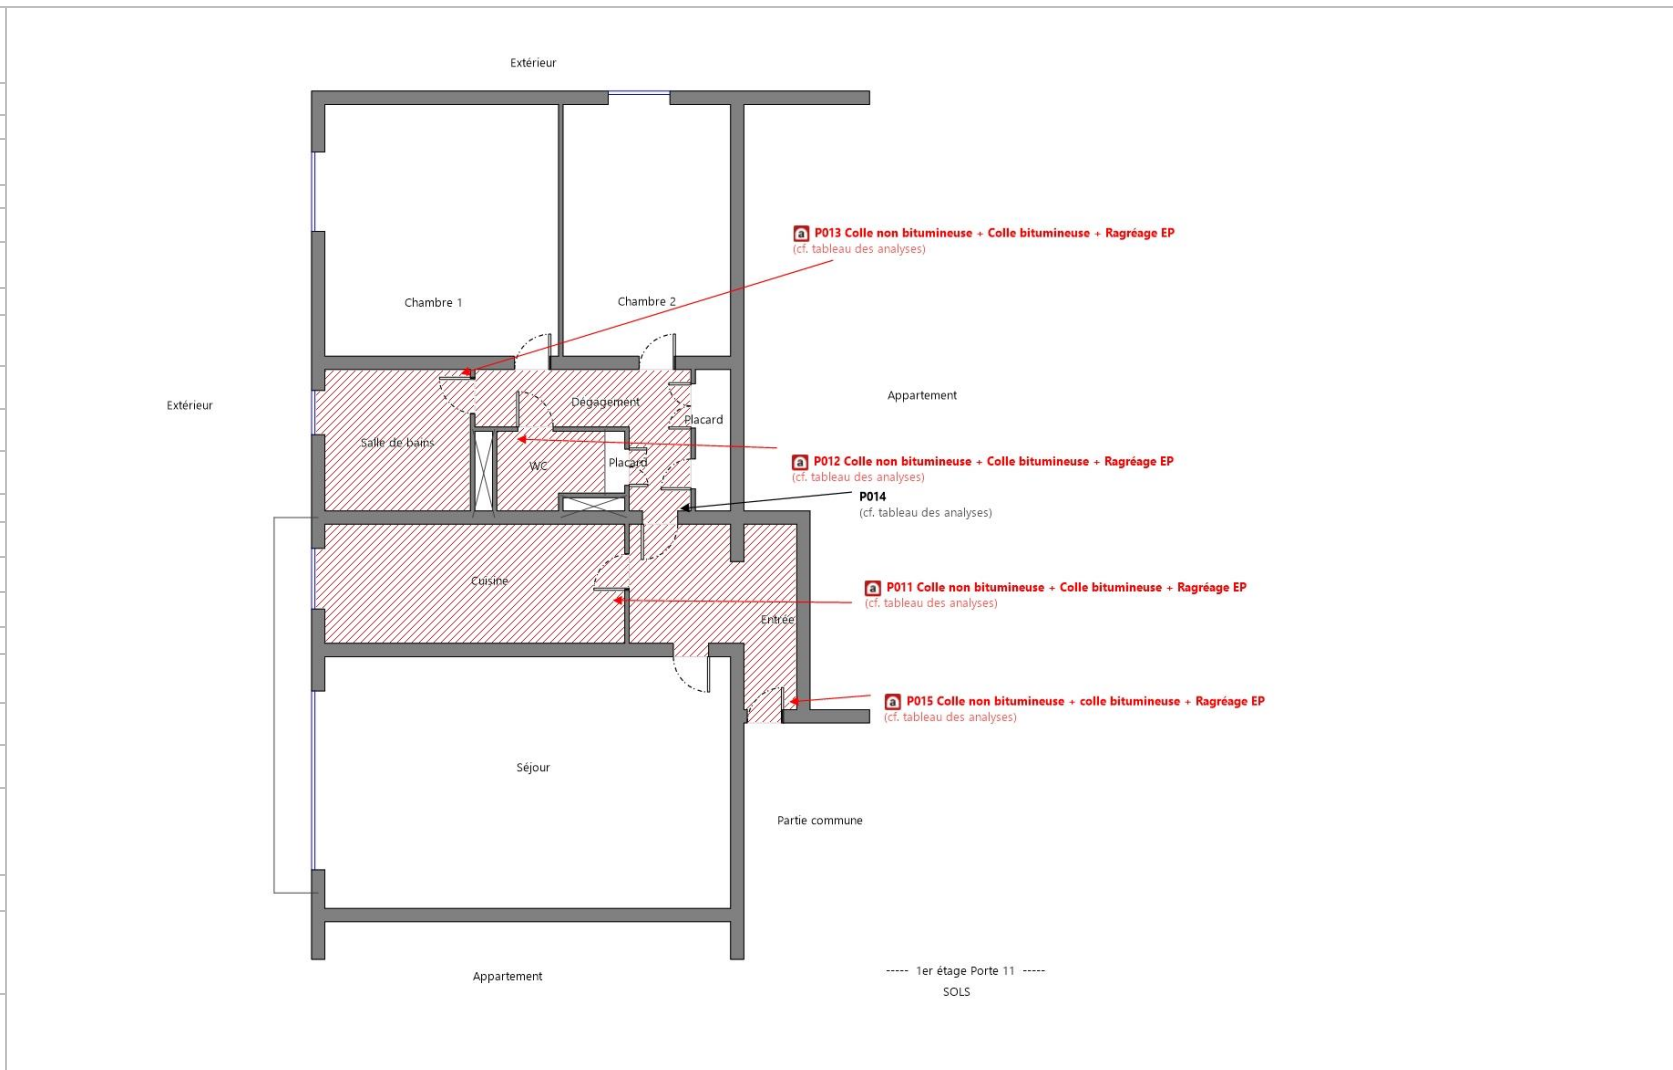 Extérieur
a P013 Colle non bitumineuse + Colle bitumineuse + Ragréage EP
(cf. tableau des analyses)
Chambre 1
Chambre 2
Extérieur
Appartement
Dégagement
Placard
Salle de bains
WC
Placard
a P012 Colle non bitumineuse + Colle bitumineuse + Ragréage EP
(cf. tableau des analyses)
P014
(cf. tableau des analyses)
Cuisine
a P011 Colle non bitumineuse + Colle bitumineuse + Ragréage EP
(cf. tableau des analyses)
Entrée
a P015 Colle non bitumineuse + colle bitumineuse + Ragréage EP
(cf. tableau des analyses)
Séjour
Partie commune
Appartement
----- 1er étage Porte 11 -----
SOLS